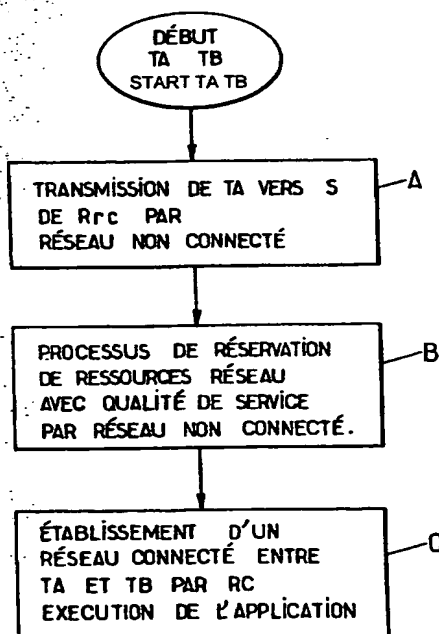 DÉBUT
TA TB
START TA TB
TRANSMISSION DE TA VERS S
DE Rrc PAR
RÉSEAU NON CONNECTÉ
A
PROCESSUS DE RÉSERVATION
DE RESSOURCES RÉSEAU
AVEC QUALITÉ DE SERVICE
PAR RÉSEAU NON CONNECTÉ.
B
ÉTABLISSEMENT D'UN
RÉSEAU CONNECTÉ ENTRE
TA ET TB PAR RC
EXECUTION DE L'APPLICATION
C